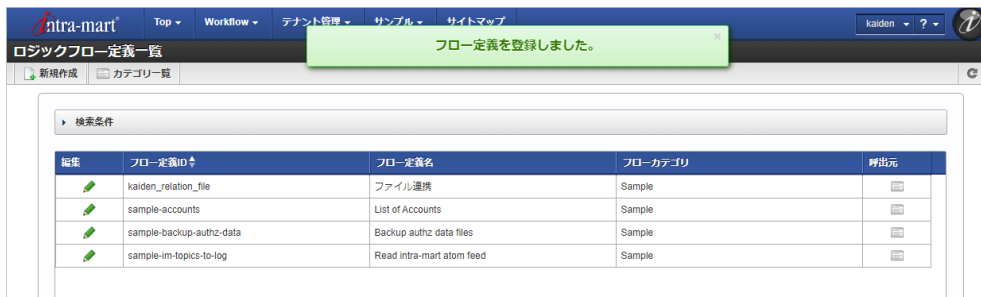 intra-mart Top Workflow テナント管理 サンプル サイトマップ kaiden ?
フロー定義を登録しました。 ×
ロジックフロー定義一覧
新規作成 カテゴリ一覧
検索条件
編集 フロー定義ID フロー定義名 フローカテゴリ 呼出元
kaiden_relation_file ファイル連携 Sample
sample-accounts List of Accounts Sample
sample-backup-authz-data Backup authz data files Sample
sample-im-topics-to-log Read intra-mart atom feed Sample